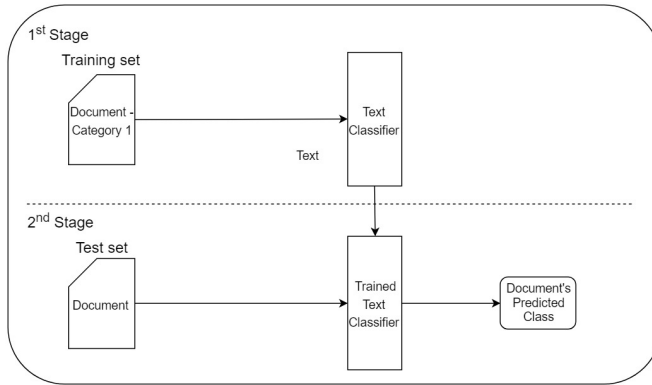 1st Stage
Training set
Document -
Category 1
Text
Classifier
Text
2nd Stage
Test set
Document
Trained
Text
Classifier
Document's
Predicted
Class